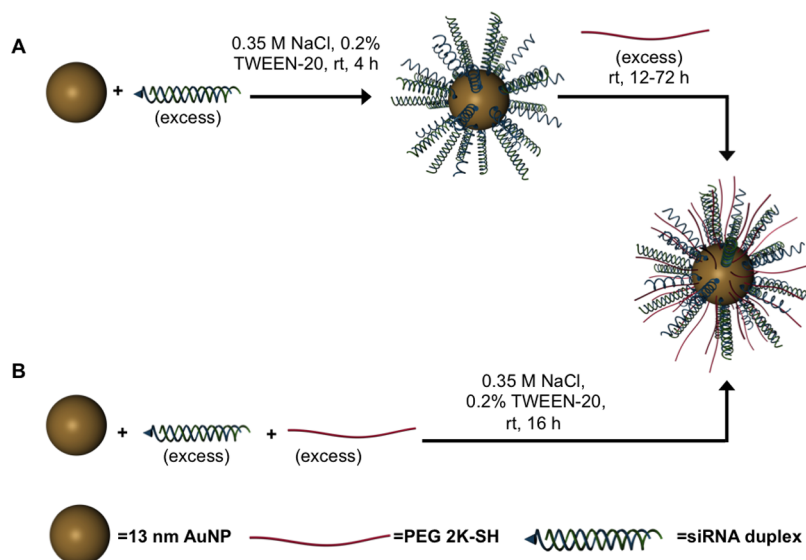 A
0.35 M NaCl, 0.2%
TWEEN-20, rt, 4 h
+
(excess)
(excess)
rt, 12-72 h
B
0.35 M NaCl,
0.2% TWEEN-20,
rt, 16 h
+ +
(excess) (excess)
=13 nm AuNP =PEG 2K-SH =siRNA duplex